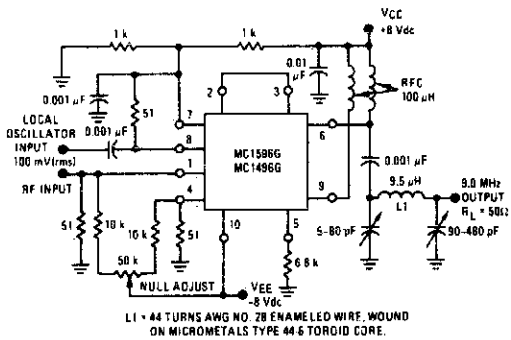 VCC
+8 Vdc
1 k
1 k
0.01
µF
RFC
100 µH
0.001 µF
51
2
3
LOCAL
OSCILLATOR
INPUT
100 mV(rms)
0.001 µF
7
8
6
MC1596G
MC1496G
0.001 µF
RF INPUT
1
4
9
9.5 µH
L1
9.0 MHz
OUTPUT
RL = 50Ω
51
10 k
10 k
51
10
5
5-80 pF
90-480 pF
50 k
6.8 k
NULL ADJUST
VEE
-8 Vdc
L1 = 44 TURNS AWG NO. 28 ENAMELED WIRE, WOUND
ON MICROMETALS TYPE 44-6 TOROID CORE.